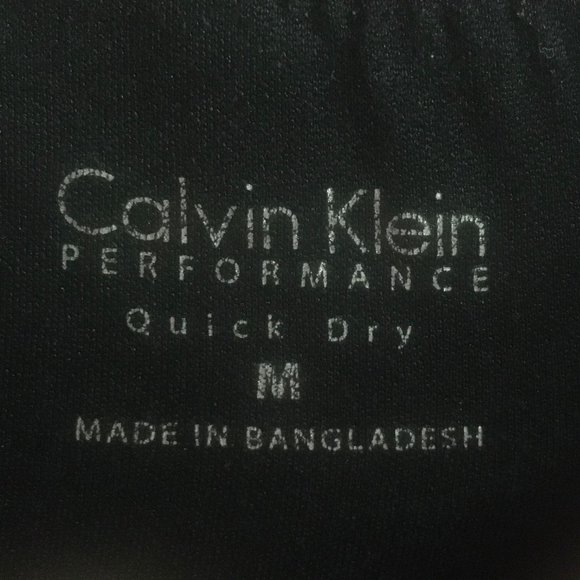 Calvin Klein
PERFORMANCE
Quick Dry
M
MADE IN BANGLADESH